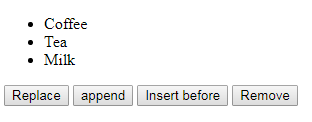 Coffee
Tea
Milk
Replace append Insert before Remove